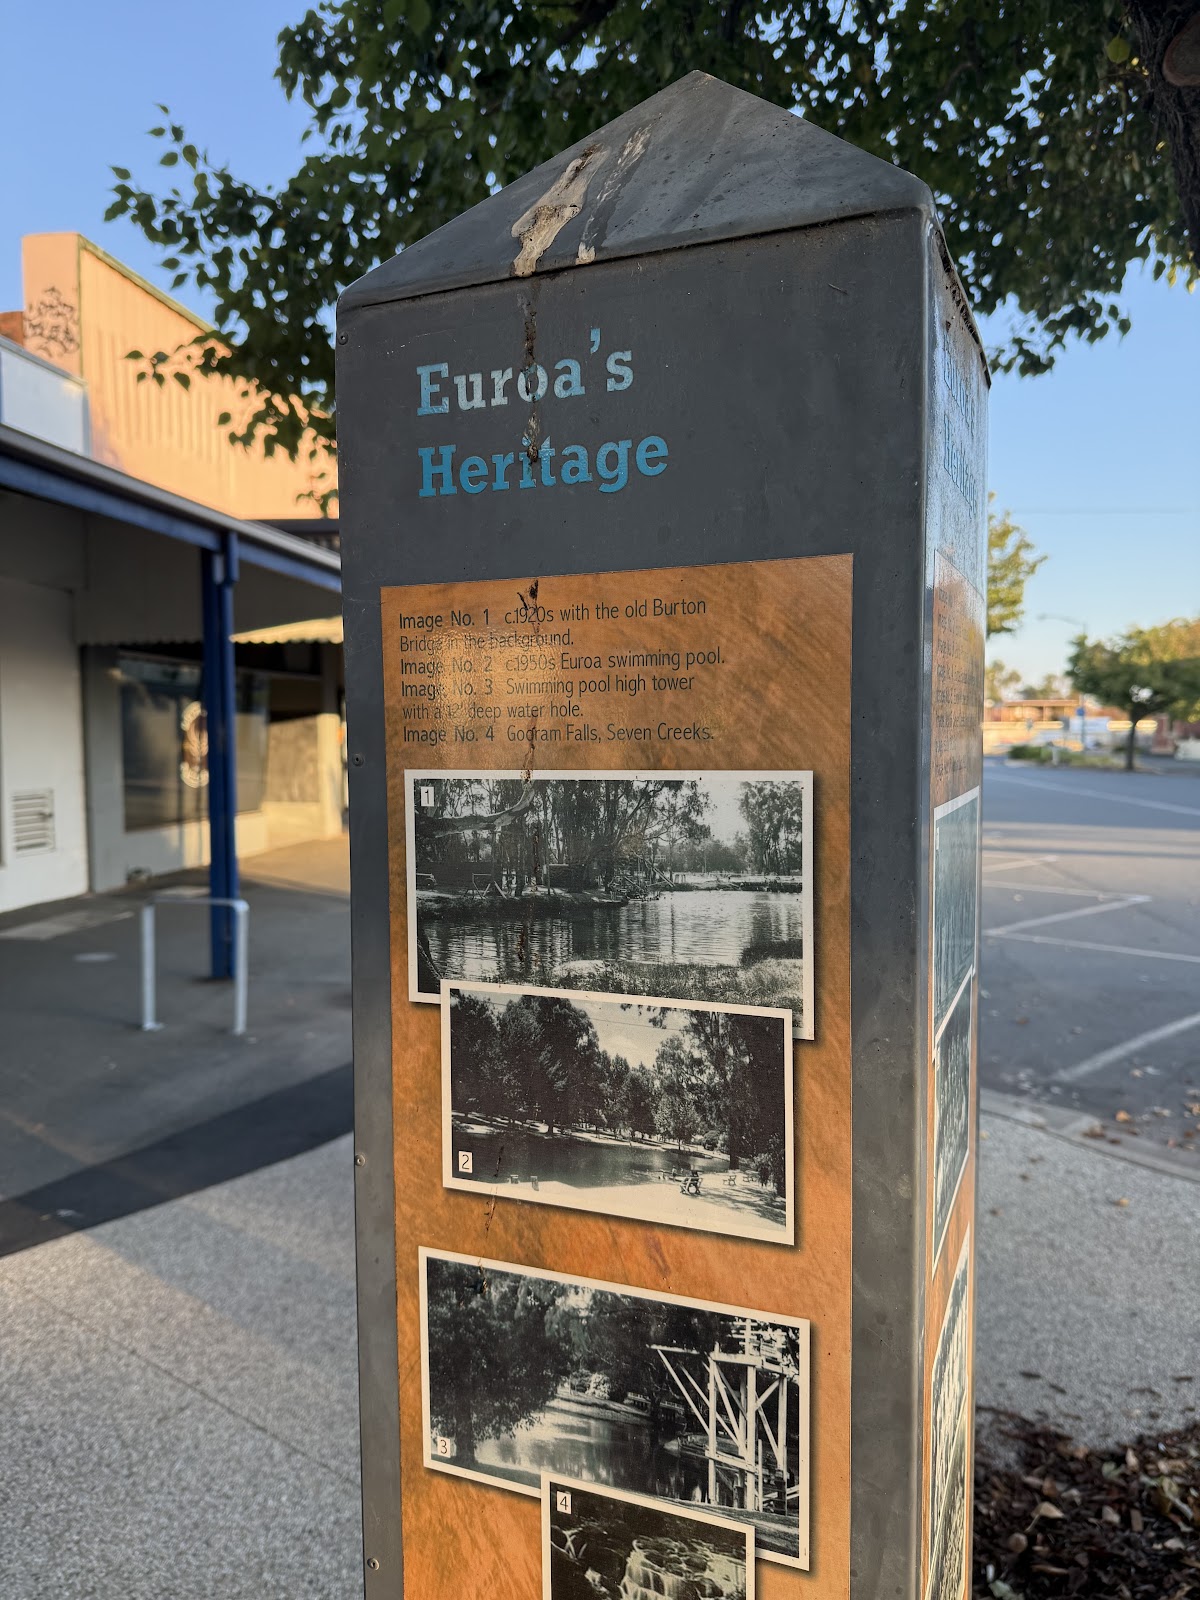 Euroa's
Heritage
Image No. 1 c.1920s with the old Burton
Bridge in the background.
Image No. 2 c1950s Euroa swimming pool.
Image No. 3 Swimming pool high tower
with a 12' deep water hole.
Image No. 4 Gooram Falls, Seven Creeks.
1
2
3
4
Euroa's
Heritage